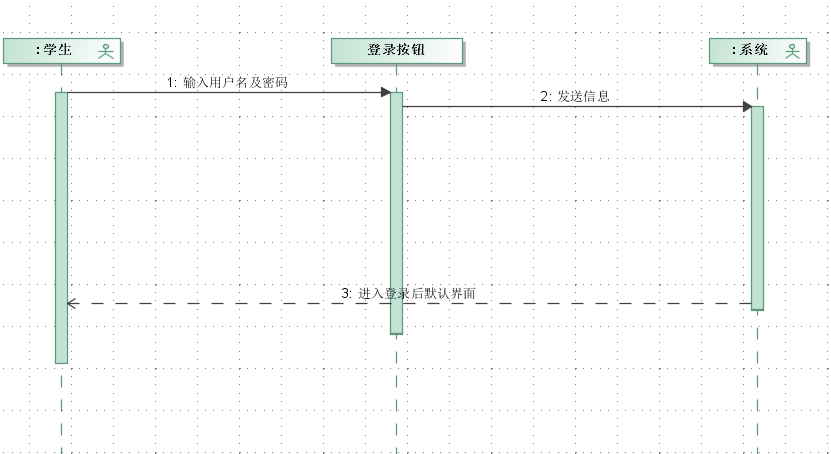 :学生
登录按钮
:系统
1: 输入用户名及密码
2: 发送信息
3: 进入登录后默认界面